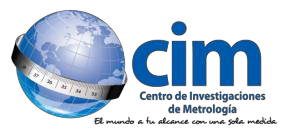 cim
Centro de Investigaciones
de Metrología
El mundo a tu alcance con una sola medida